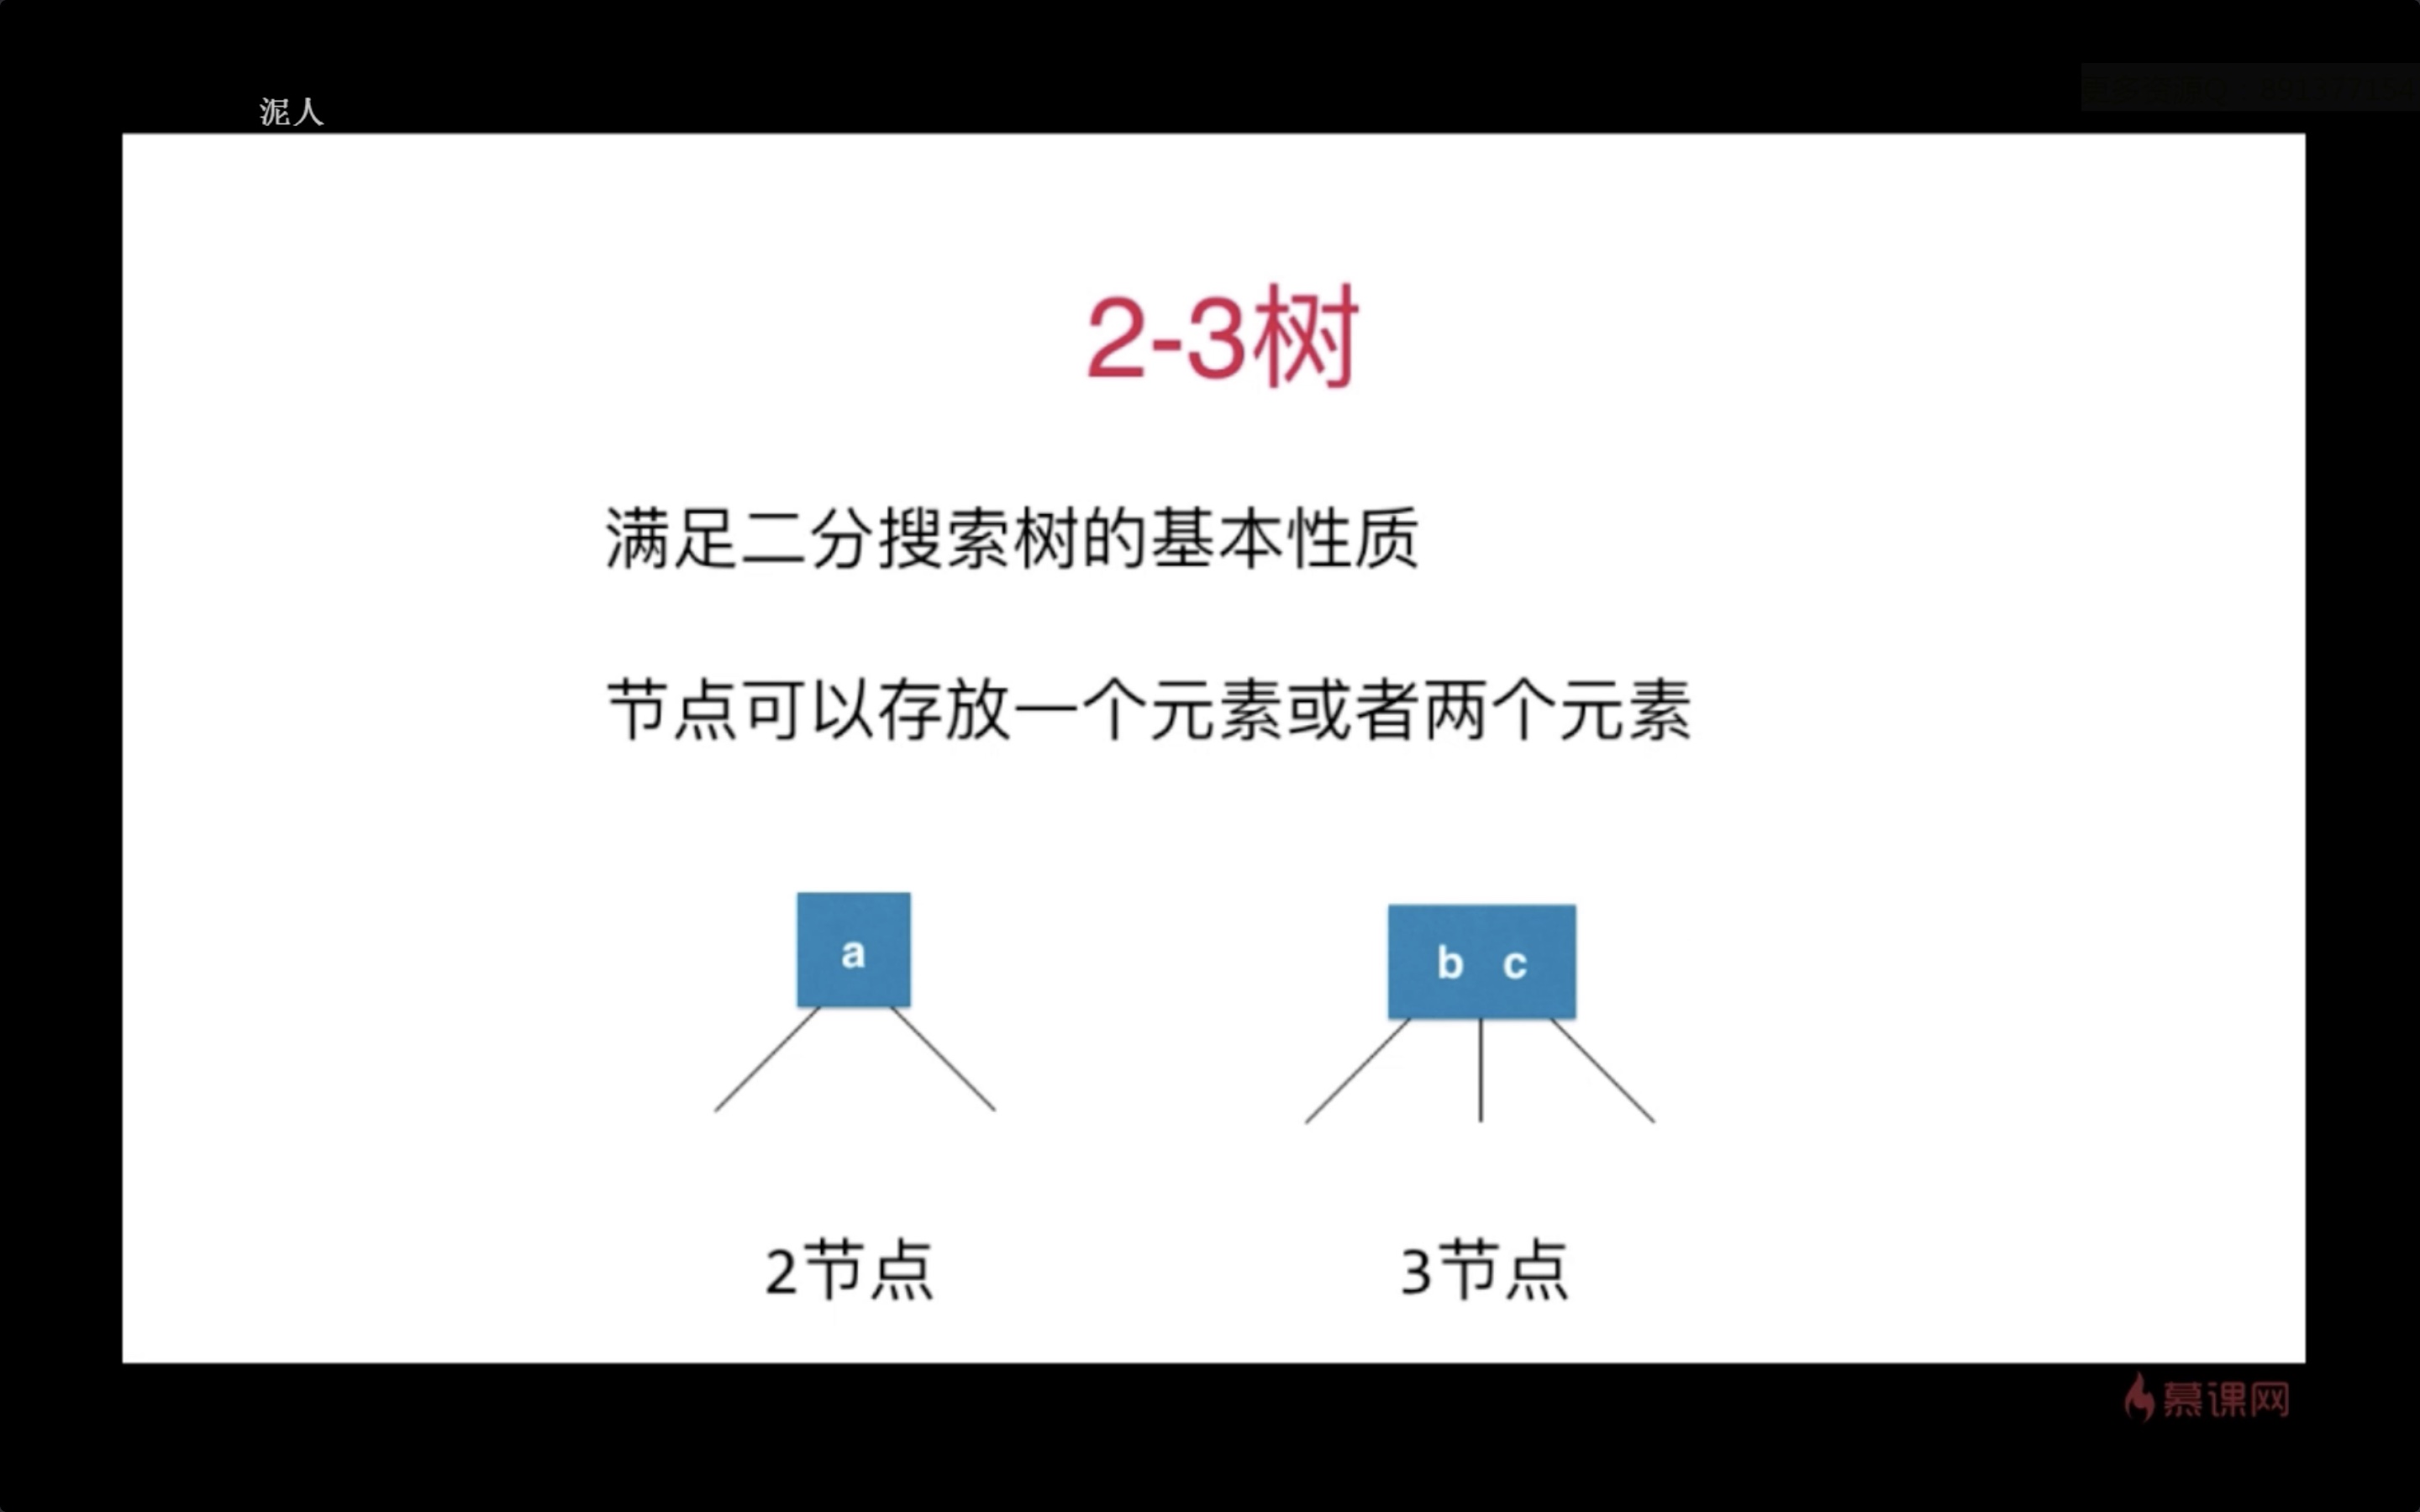 泥人
2-3树
满足二分搜索树的基本性质
节点可以存放一个元素或者两个元素
a
b c
2节点
3节点
慕课网